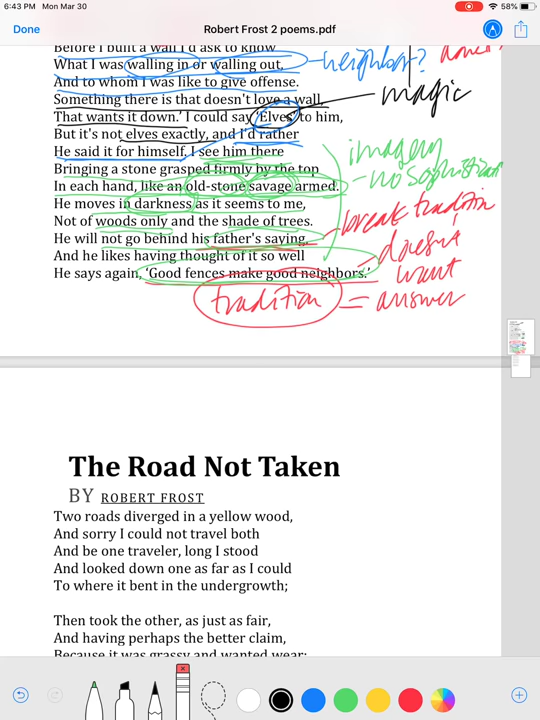 6:43 PM Mon Mar 30
58%
Done
Robert Frost 2 poems.pdf
Before I built a wall I'd ask to know
What I was walling in or walling out,
neighbor?
And to whom I was like to give offense.
Something there is that doesn't love a wall,
magic
That wants it down.' I could say 'Elves' to him,
But it's not elves exactly, and I'd rather
He said it for himself. I see him there
imagery
Bringing a stone grasped firmly by the top
In each hand, like an old-stone savage armed.
He moves in darkness as it seems to me,
Not of woods only and the shade of trees.
break tradition
He will not go behind his father's saying,
And he likes having thought of it so well
= doesn't
He says again, 'Good fences make good neighbors.'
want
tradition = answer
The Road Not Taken
BY ROBERT FROST
Two roads diverged in a yellow wood,
And sorry I could not travel both
And be one traveler, long I stood
And looked down one as far as I could
To where it bent in the undergrowth;
Then took the other, as just as fair,
And having perhaps the better claim,
Because it was grassy and wanted wear;